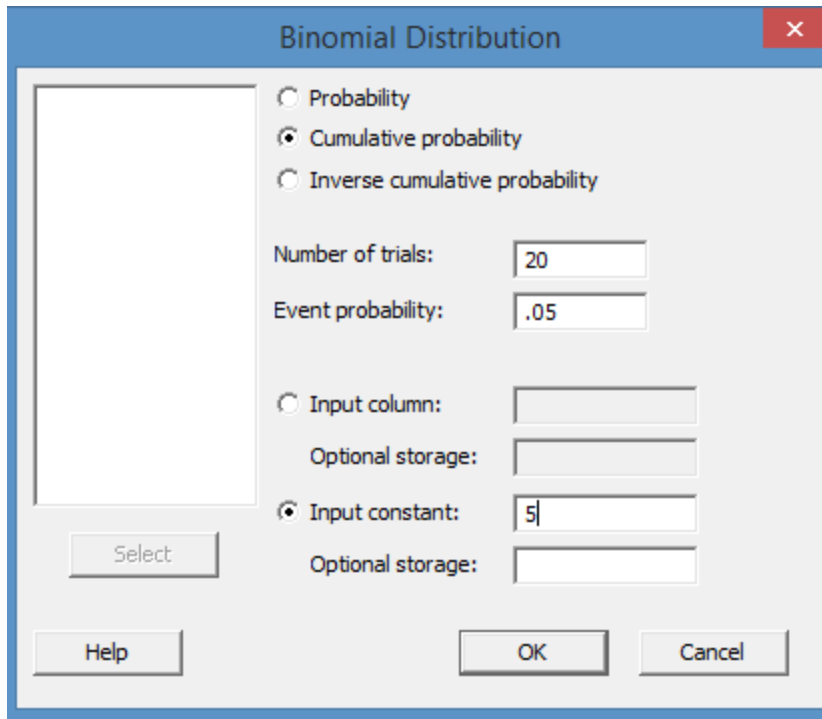 Binomial Distribution
Probability
Cumulative probability
Inverse cumulative probability
Number of trials: 20
Event probability: .05
Input column:
Optional storage:
Input constant: 5
Optional storage:
Select
Help OK Cancel